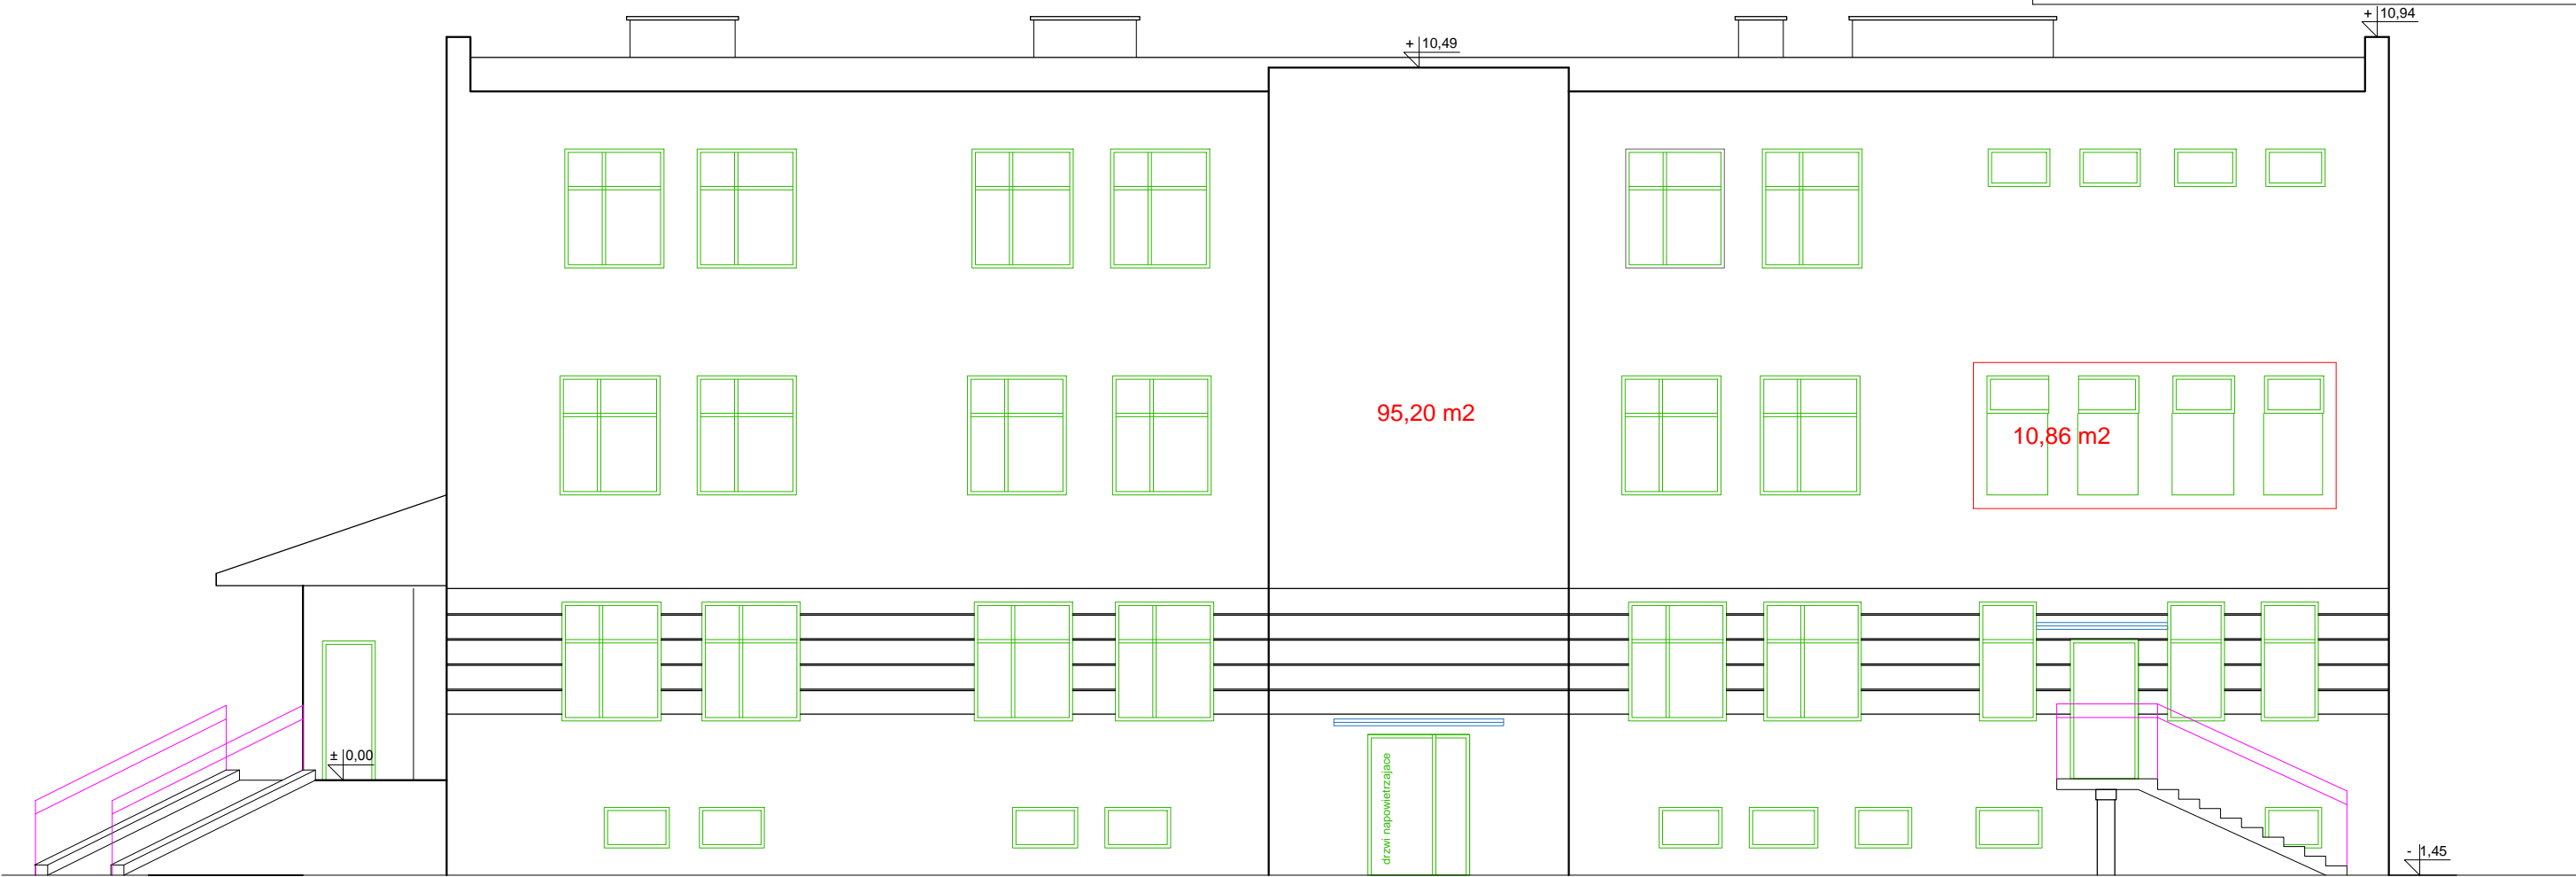 + 10,94
+ 10,49
95,20 m2
10,86 m2
± 0,00
drzwi napowietrzajace
- 1,45